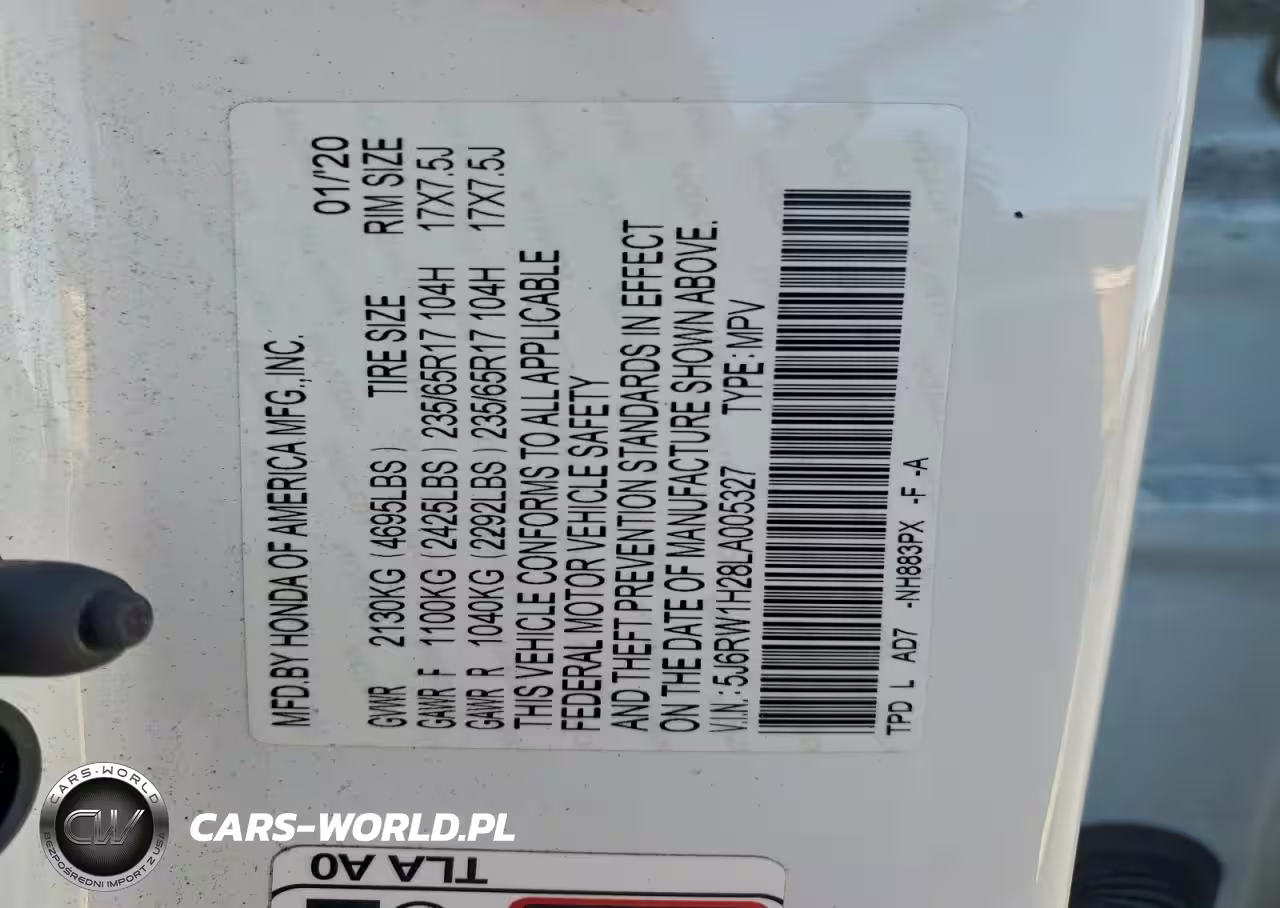 MFD.BY HONDA OF AMERICA MFG.,INC.
01/'20
GVWR 2130KG (4695LBS) TIRE SIZE RIM SIZE
GAWR F 1100KG (2425LBS) 235/65R17 104H 17X7.5J
GAWR R 1040KG (2292LBS) 235/65R17 104H 17X7.5J
THIS VEHICLE CONFORMS TO ALL APPLICABLE
FEDERAL MOTOR VEHICLE SAFETY
AND THEFT PREVENTION STANDARDS IN EFFECT
ON THE DATE OF MANUFACTURE SHOWN ABOVE.
V.I.N.: 5J6RW1H28LA005327 TYPE: MPV
TPD L AD7 -NH883PX -F -A
TLA A0
CARS-WORLD
CW
BEZPOŚREDNI IMPORT Z USA
CARS-WORLD.PL